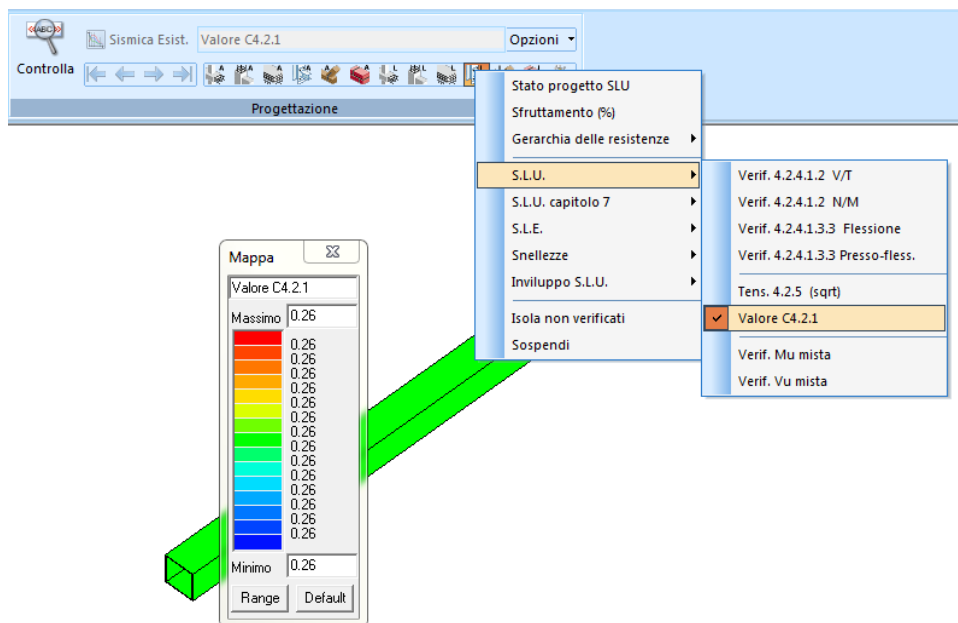 «ABC»
Controlla
Sismica Esist.
Valore C4.2.1
Opzioni
Progettazione
Stato progetto SLU
Sfruttamento (%)
Gerarchia delle resistenze
S.L.U.
S.L.U. capitolo 7
S.L.E.
Snellezze
Inviluppo S.L.U.
Isola non verificati
Sospendi
Verif. 4.2.4.1.2 V/T
Verif. 4.2.4.1.2 N/M
Verif. 4.2.4.1.3.3 Flessione
Verif. 4.2.4.1.3.3 Presso-fless.
Tens. 4.2.5 (sqrt)
Valore C4.2.1
Verif. Mu mista
Verif. Vu mista
Mappa
Valore C4.2.1
Massimo 0.26
0.26
0.26
0.26
0.26
0.26
0.26
0.26
0.26
0.26
0.26
0.26
0.26
0.26
0.26
Minimo 0.26
Range Default